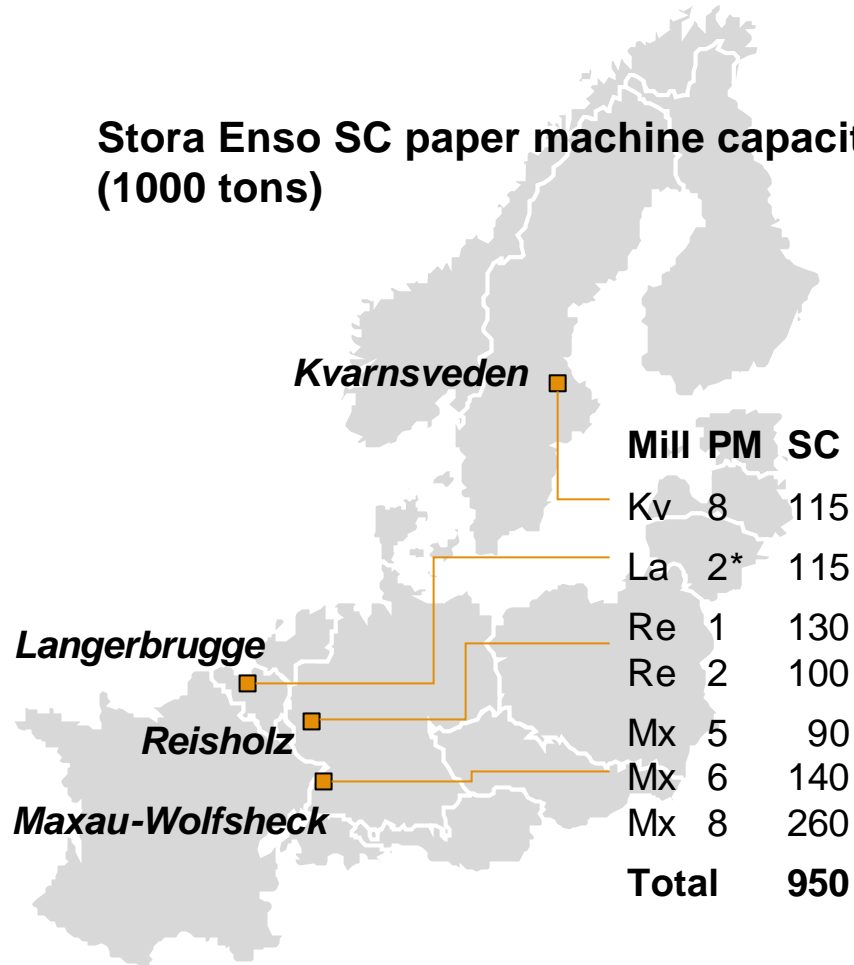 Stora Enso SC paper machine capacit
(1000 tons)
Kvarnsveden
Mill PM SC
Kv 8 115
La 2* 115
Re 1 130
Langerbrugge
Re 2 100
Reisholz
Mx 5 90
Mx 6 140
Maxau-Wolfsheck
Mx 8 260
Total 950